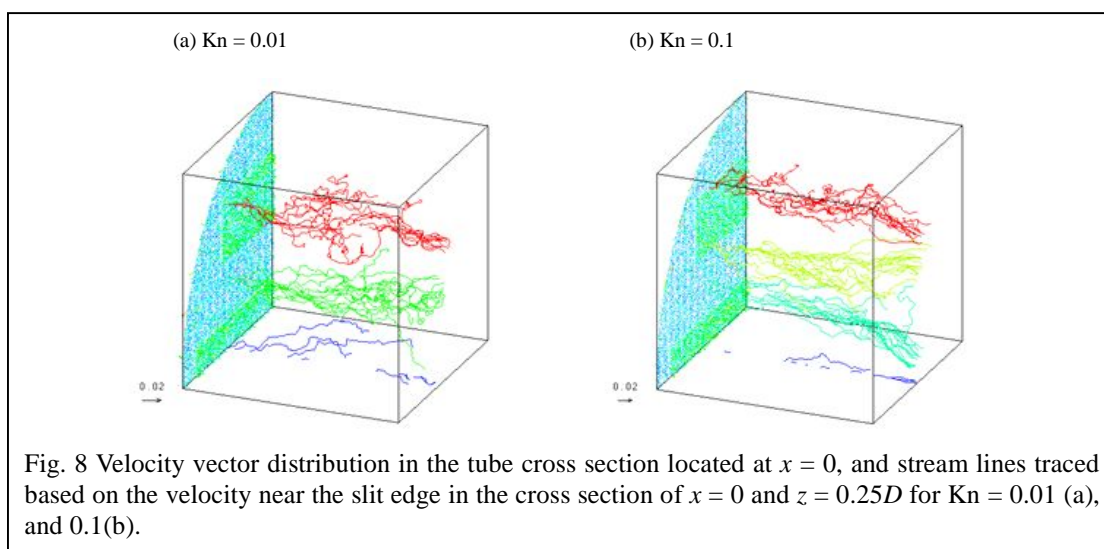 (a) Kn = 0.01
(b) Kn = 0.1
0.02
0.02
Fig. 8 Velocity vector distribution in the tube cross section located at x = 0, and stream lines traced
based on the velocity near the slit edge in the cross section of x = 0 and z = 0.25D for Kn = 0.01 (a),
and 0.1(b).